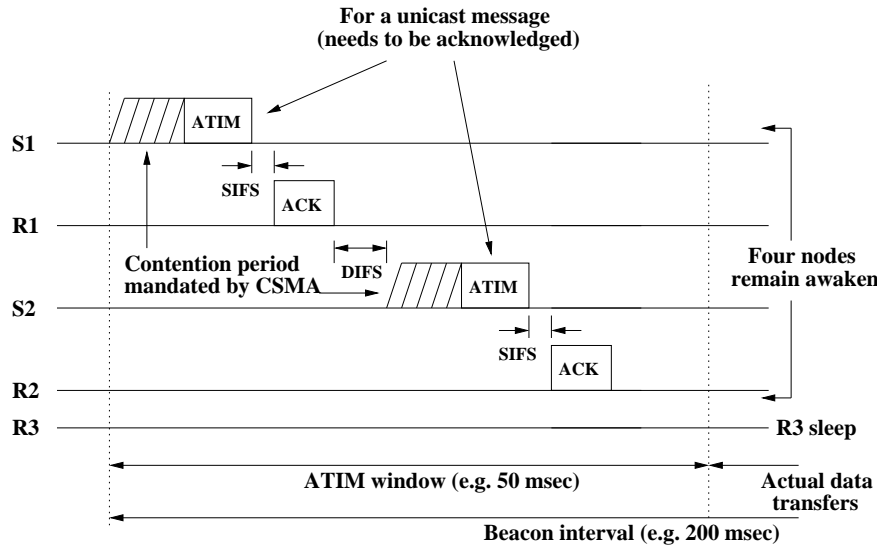 For a unicast message
(needs to be acknowledged)
ATIM
S1
SIFS
ACK
R1
Contention period
mandated by CSMA
DIFS
ATIM
Four nodes
remain awaken
S2
SIFS
ACK
R2
R3
R3 sleep
ATIM window (e.g. 50 msec)
Actual data
transfers
Beacon interval (e.g. 200 msec)